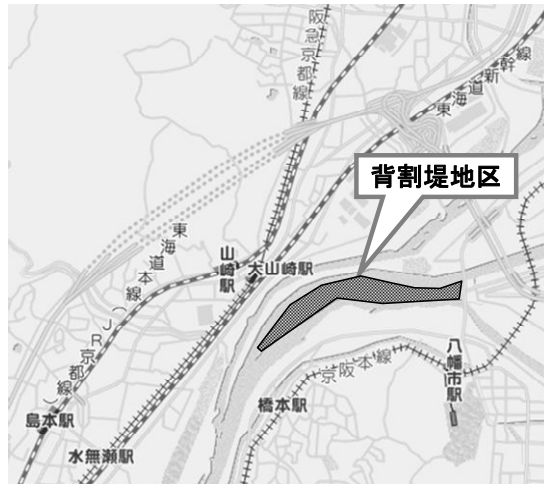 阪急京都線
東海道新幹線
背割堤地区
東海道本線
(JR京都線)
山崎駅
大山崎駅
八幡市駅
京阪本線
橋本駅
島本駅
水無瀬駅